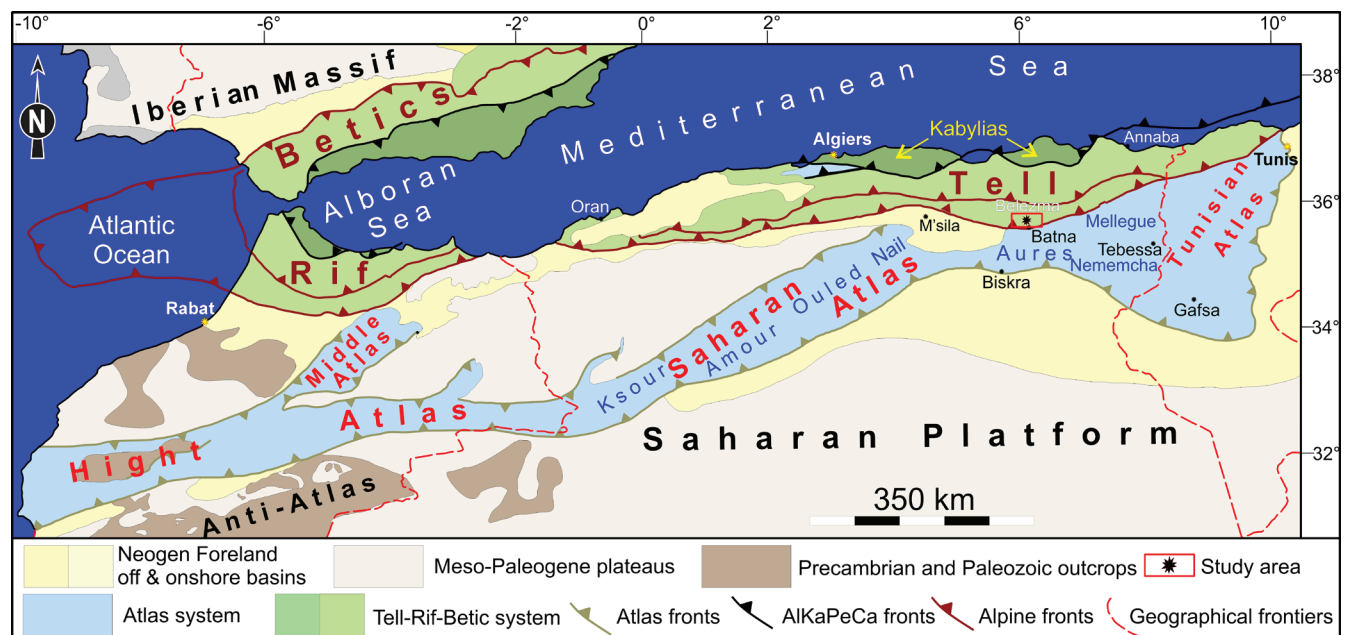 -10° -6° -2° 0° 2° 6° 10°
38°
36°
34°
32°
N
Iberian Massif
Betics
Mediterranean Sea
Alboran
Sea
Atlantic
Ocean
Rif
Rabat
Oran
Algiers
Kabylias
Annaba
Tunis
Tell
Belezma
M'sila
Batna
Mellegue
Tebessa
Aures
Nememcha
Biskra
Gafsa
Tunisian
Atlas
Saharan
Atlas
Ksour Amour Ouled Nail
Middle
Atlas
Hight Atlas
Anti-Atlas
Saharan Platform
350 km
Neogen Foreland
off & onshore basins
Meso-Paleogene plateaus
Precambrian and Paleozoic outcrops
Study area
Atlas system
Tell-Rif-Betic system
Atlas fronts
AlKaPeCa fronts
Alpine fronts
Geographical frontiers